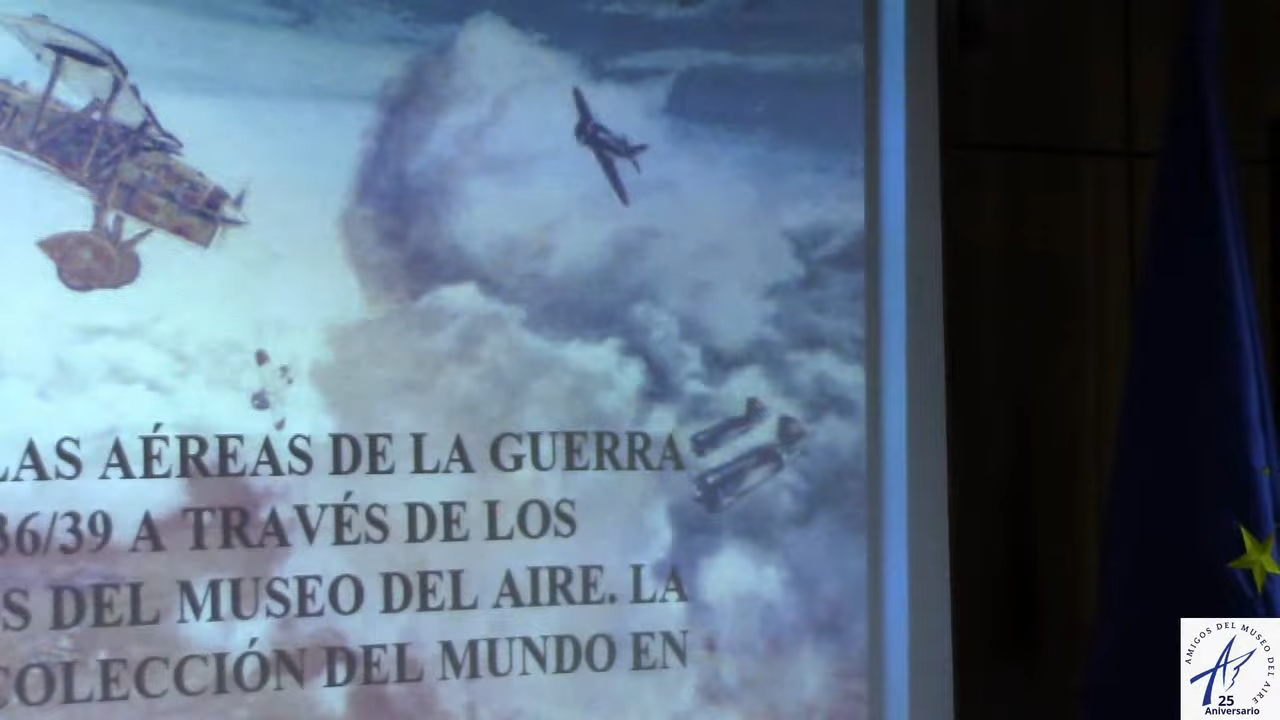 LAS AÉREAS DE LA GUERRA
36/39 A TRAVÉS DE LOS
S DEL MUSEO DEL AIRE. LA
COLECCIÓN DEL MUNDO EN
AMIGOS DEL MUSEO DEL AIRE
25
Aniversario